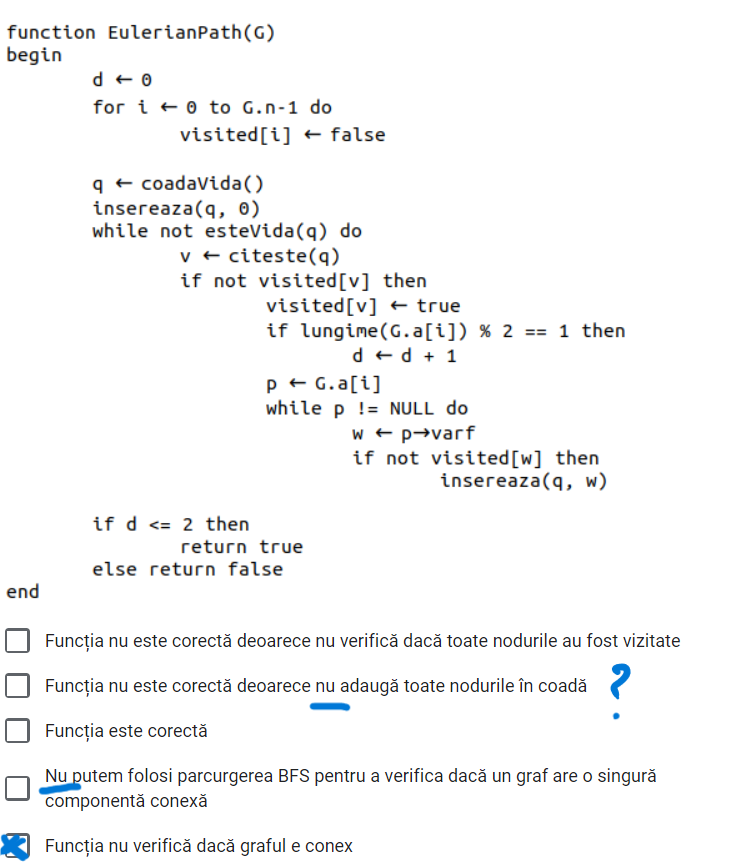 function EulerianPath(G)
begin
d ← 0
for i ← 0 to G.n-1 do
visited[i] ← false
q ← coadaVida()
insereaza(q, 0)
while not esteVida(q) do
v ← citeste(q)
if not visited[v] then
visited[v] ← true
if lungime(G.a[i]) % 2 == 1 then
d ← d + 1
p ← G.a[i]
while p != NULL do
w ← p→varf
if not visited[w] then
insereaza(q, w)
if d <= 2 then
return true
else return false
end
Funcția nu este corectă deoarece nu verifică dacă toate nodurile au fost vizitate
Funcția nu este corectă deoarece nu adaugă toate nodurile în coadă ?
Funcția este corectă
Nu putem folosi parcurgerea BFS pentru a verifica dacă un graf are o singură
componentă conexă
Funcția nu verifică dacă graful e conex